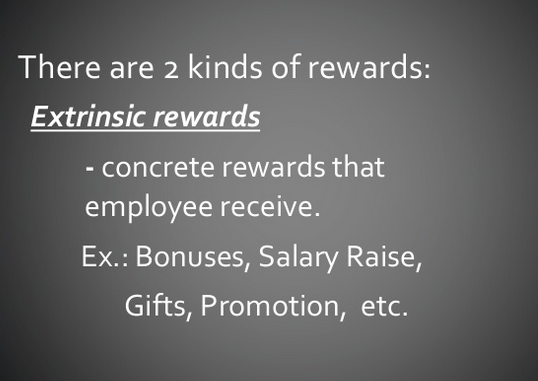 There are 2 kinds of rewards:
Extrinsic rewards
- concrete rewards that
employee receive.
Ex.: Bonuses, Salary Raise,
Gifts, Promotion, etc.